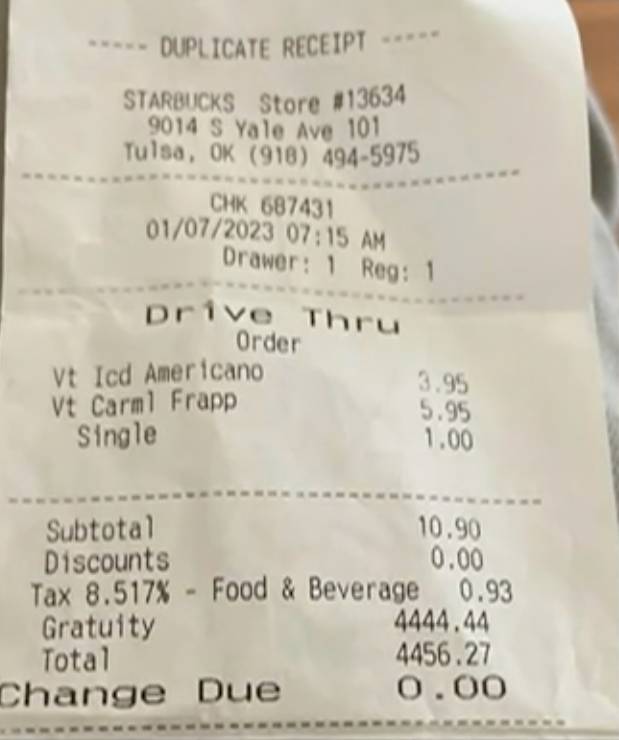 ----- DUPLICATE RECEIPT -----
STARBUCKS Store #13634
9014 S Yale Ave 101
Tulsa, OK (918) 494-5975
CHK 687431
01/07/2023 07:15 AM
Drawer: 1 Reg: 1
Drive Thru
Order
Vt Icd Americano 3.95
Vt Carml Frapp 5.95
Single 1.00
Subtotal 10.90
Discounts 0.00
Tax 8.517% - Food & Beverage 0.93
Gratuity 4444.44
Total 4456.27
Change Due 0.00